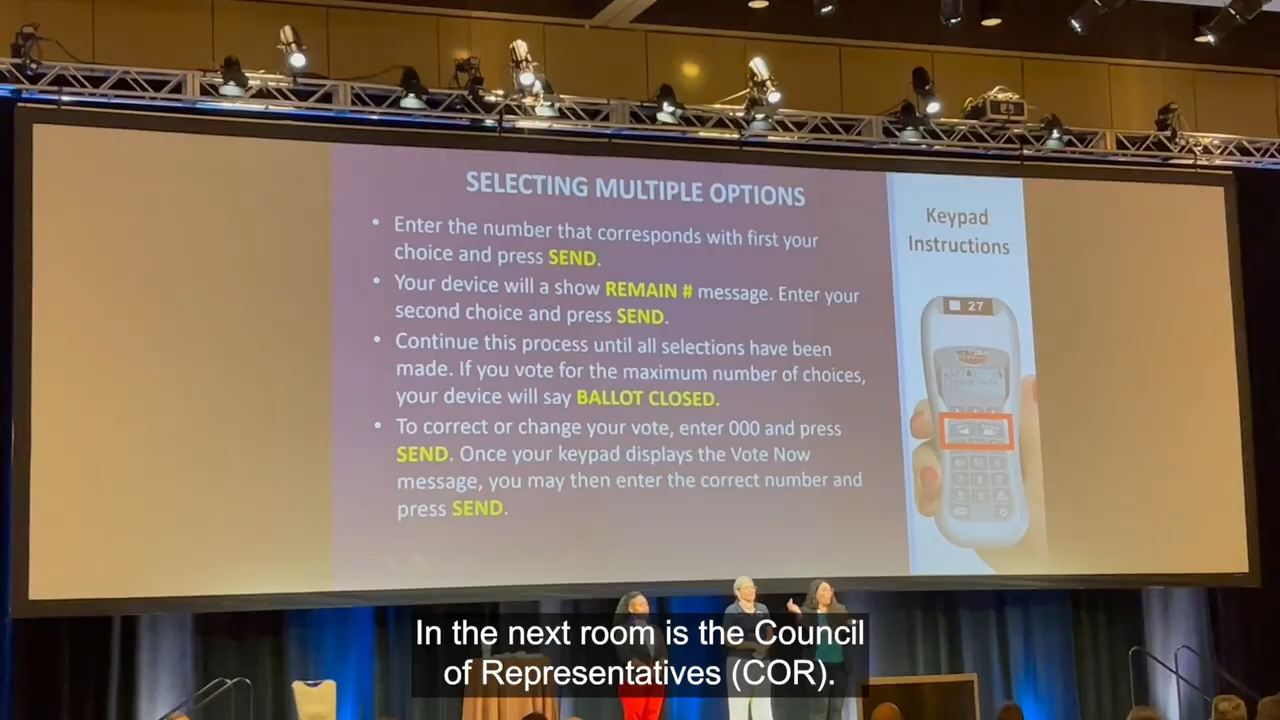 SELECTING MULTIPLE OPTIONS
• Enter the number that corresponds with first your
choice and press SEND.
• Your device will a show REMAIN # message. Enter your
second choice and press SEND.
• Continue this process until all selections have been
made. If you vote for the maximum number of choices,
your device will say BALLOT CLOSED.
• To correct or change your vote, enter 000 and press
SEND. Once your keypad displays the Vote Now
message, you may then enter the correct number and
press SEND.
Keypad
Instructions
27
In the next room is the Council
of Representatives (COR).